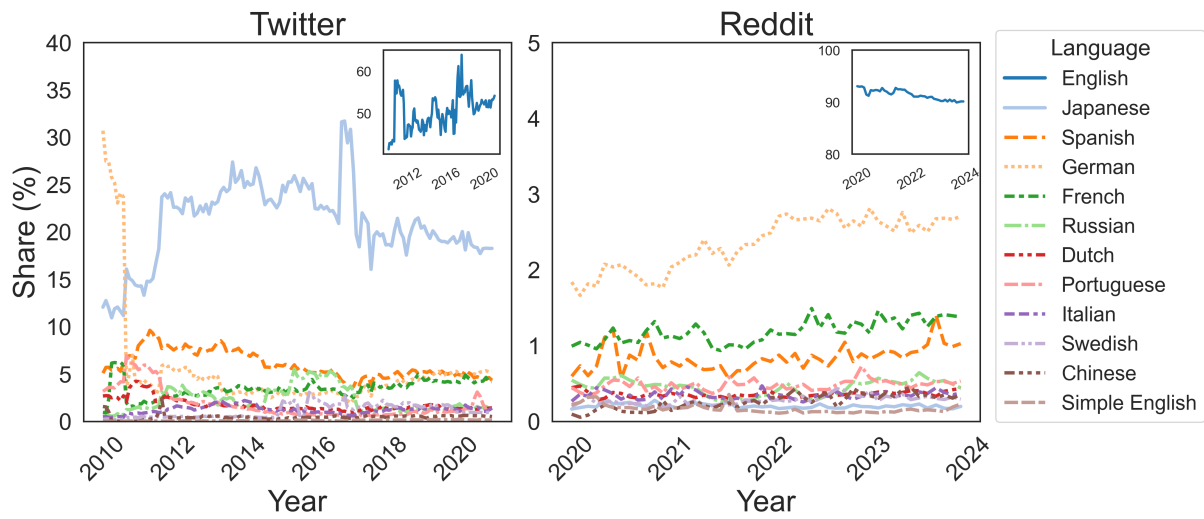 Twitter
Reddit
Share (%)
40
35
30
25
20
15
10
5
0
2010
2012
2014
2016
2018
2020
Year
60
50
2012
2016
2020
5
4
3
2
1
0
2020
2021
2022
2023
2024
Year
100
90
80
2020
2022
2024
Language
English
Japanese
Spanish
German
French
Russian
Dutch
Portuguese
Italian
Swedish
Chinese
Simple English